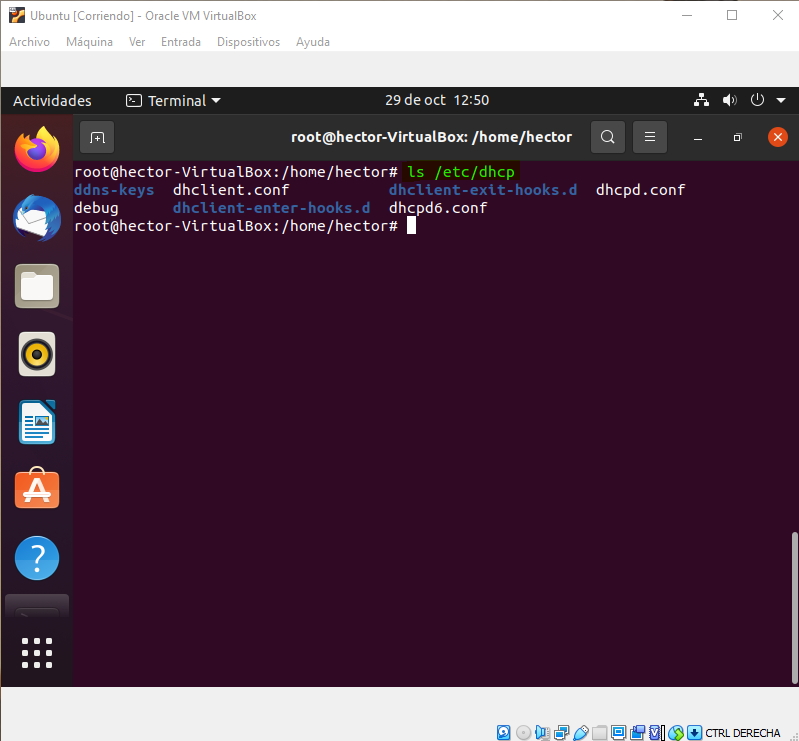 Ubuntu [Corriendo] - Oracle VM VirtualBox
Archivo Máquina Ver Entrada Dispositivos Ayuda
Actividades Terminal 29 de oct 12:50
root@hector-VirtualBox: /home/hector
root@hector-VirtualBox:/home/hector# ls /etc/dhcp
ddns-keys dhclient.conf dhclient-exit-hooks.d dhcpd.conf
debug dhclient-enter-hooks.d dhcpd6.conf
root@hector-VirtualBox:/home/hector#
CTRL DERECHA